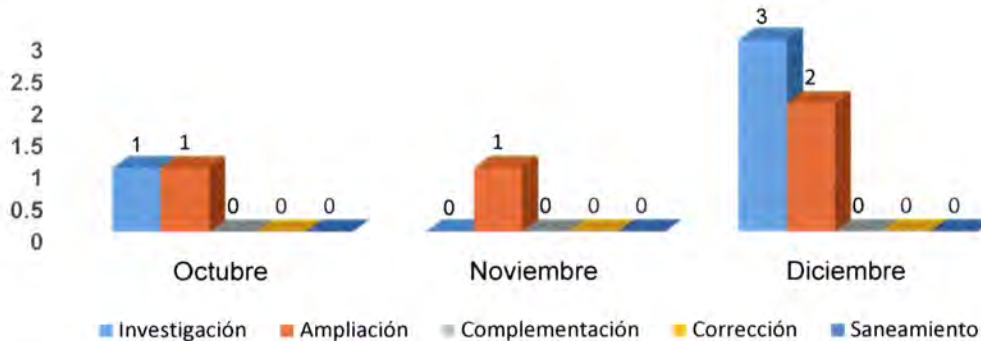 3
2.5
2
1.5
1
0.5
0
1 1 0 0 0
0 1 0 0 0
3 2 0 0 0
Octubre Noviembre Diciembre
Investigación Ampliación Complementación Corrección Saneamiento